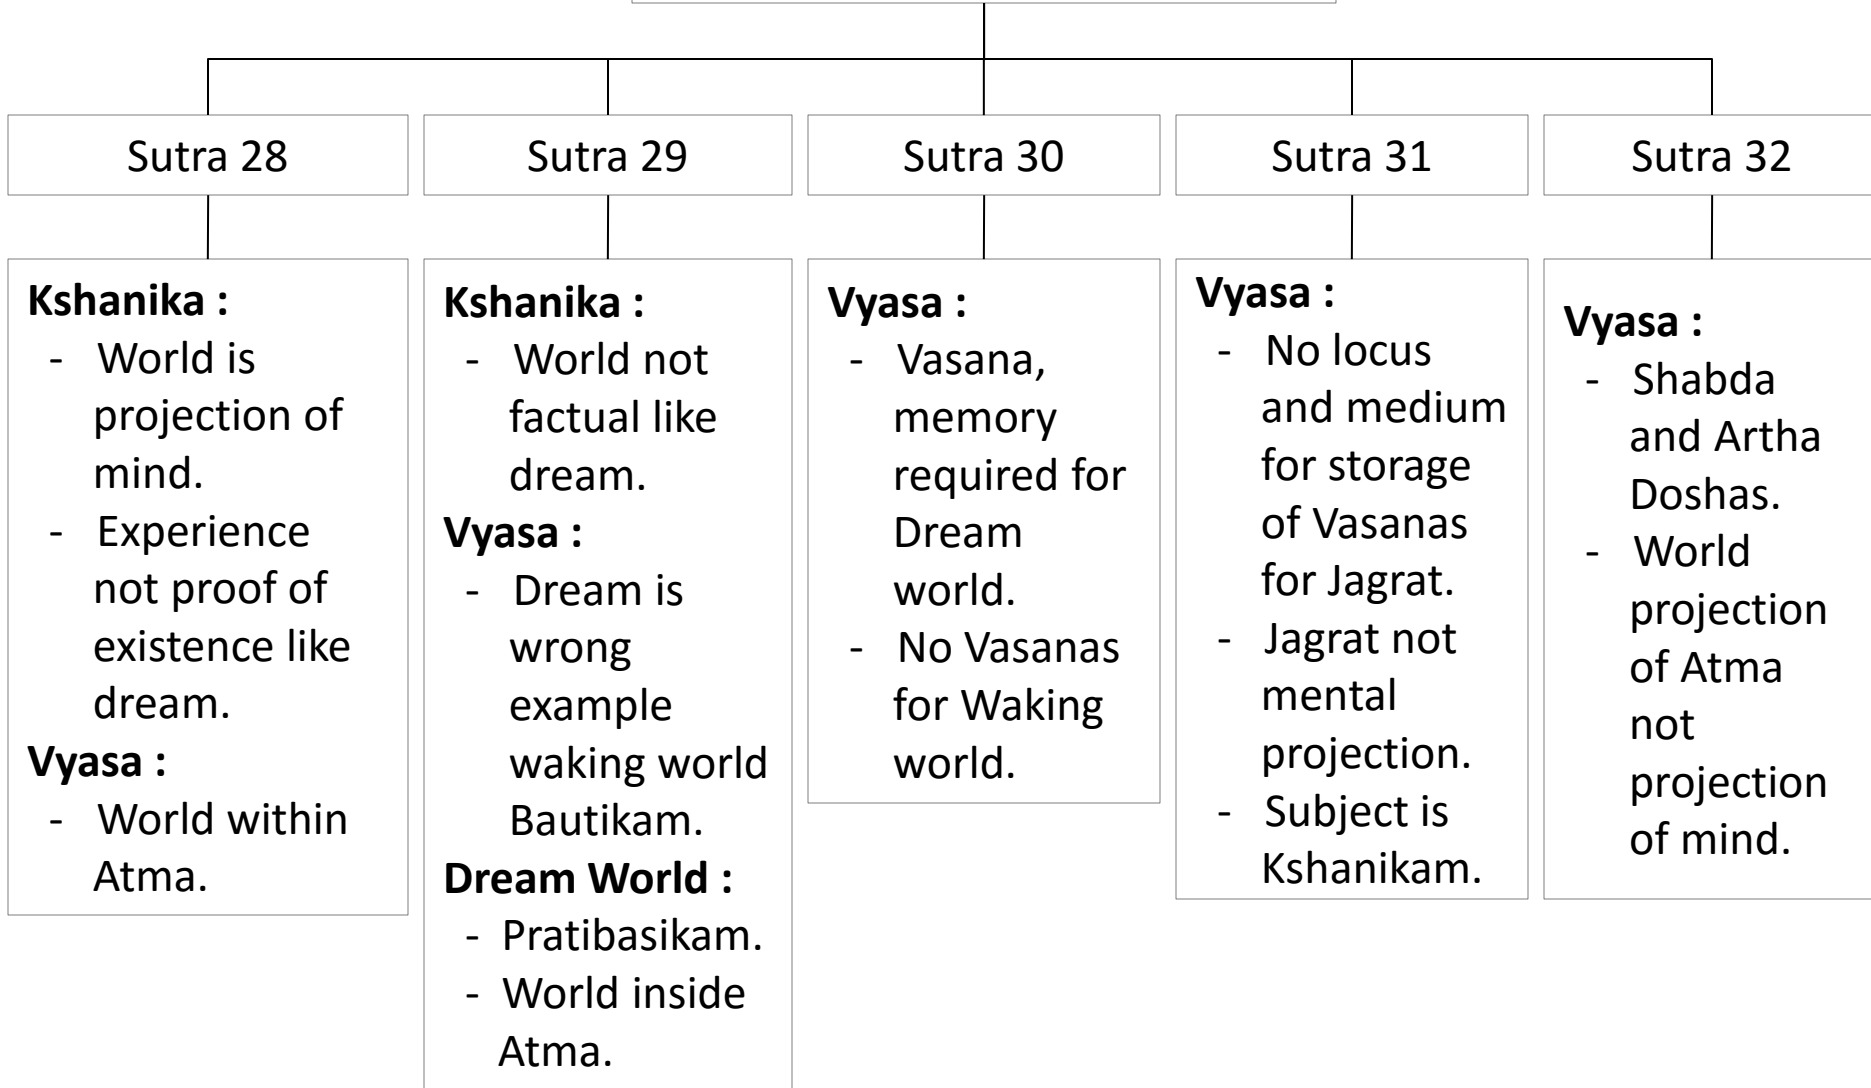 Sutra 28
Sutra 29
Sutra 30
Sutra 31
Sutra 32
Kshanika :
- World is
projection of
mind.
- Experience
not proof of
existence like
dream.
Vyasa :
- World within
Atma.
Kshanika :
- World not
factual like
dream.
Vyasa :
- Dream is
wrong
example
waking world
Bautikam.
Dream World :
- Pratibasikam.
- World inside
Atma.
Vyasa :
- Vasana,
memory
required for
Dream
world.
- No Vasanas
for Waking
world.
Vyasa :
- No locus
and medium
for storage
of Vasanas
for Jagrat.
- Jagrat not
mental
projection.
- Subject is
Kshanikam.
Vyasa :
- Shabda
and Artha
Doshas.
- World
projection
of Atma
not
projection
of mind.